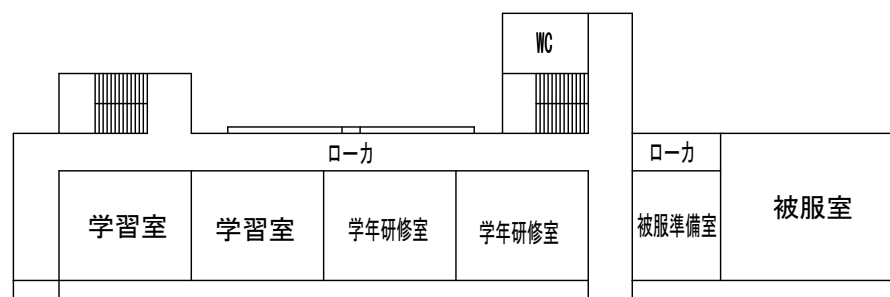 WC
ローカ
ローカ
学習室
学習室
学年研修室
学年研修室
被服準備室
被服室